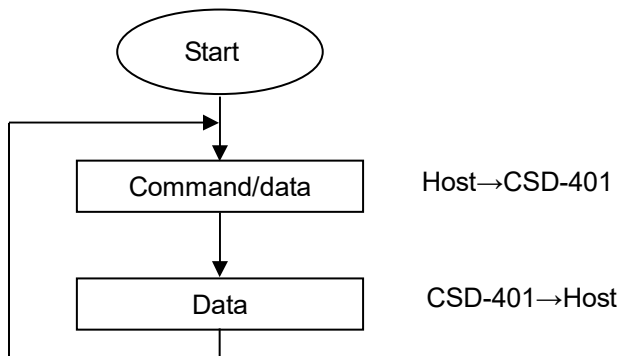 Start
Command/data
Host→CSD-401
Data
CSD-401→Host